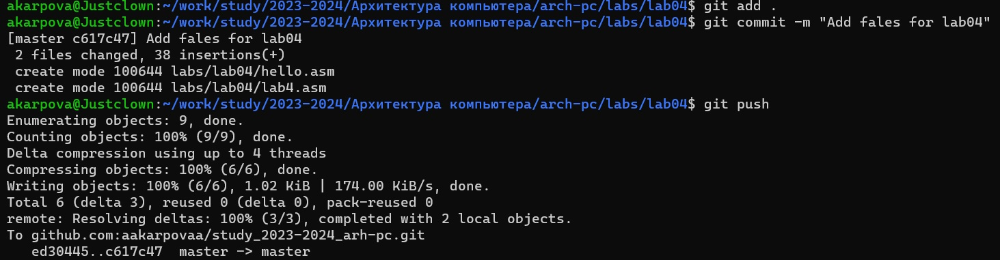 akarpova@Justclown:~/work/study/2023-2024/Архитектура компьютера/arch-pc/labs/lab04$ git add .
akarpova@Justclown:~/work/study/2023-2024/Архитектура компьютера/arch-pc/labs/lab04$ git commit -m "Add fales for lab04"
[master c617c47] Add fales for lab04
 2 files changed, 38 insertions(+)
 create mode 100644 labs/lab04/hello.asm
 create mode 100644 labs/lab04/lab4.asm
akarpova@Justclown:~/work/study/2023-2024/Архитектура компьютера/arch-pc/labs/lab04$ git push
Enumerating objects: 9, done.
Counting objects: 100% (9/9), done.
Delta compression using up to 4 threads
Compressing objects: 100% (6/6), done.
Writing objects: 100% (6/6), 1.02 KiB | 174.00 KiB/s, done.
Total 6 (delta 3), reused 0 (delta 0), pack-reused 0
remote: Resolving deltas: 100% (3/3), completed with 2 local objects.
To github.com:aakarpovaa/study_2023-2024_arh-pc.git
   ed30445..c617c47  master -> master